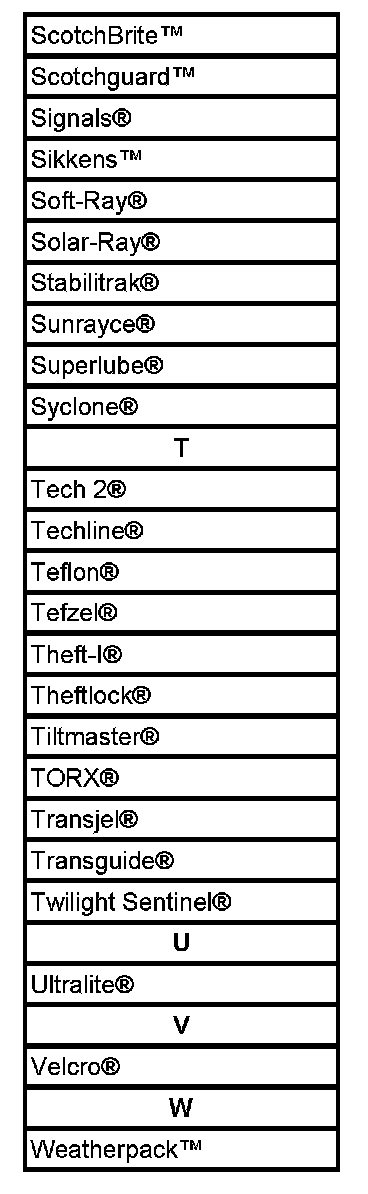 ScotchBrite™
Scotchguard™
Signals®
Sikkens™
Soft-Ray®
Solar-Ray®
Stabilitrak®
Sunrayce®
Superlube®
Syclone®
T
Tech 2®
Techline®
Teflon®
Tefzel®
Theft-l®
Theftlock®
Tiltmaster®
TORX®
Transjel®
Transguide®
Twilight Sentinel®
U
Ultralite®
V
Velcro®
W
Weatherpack™